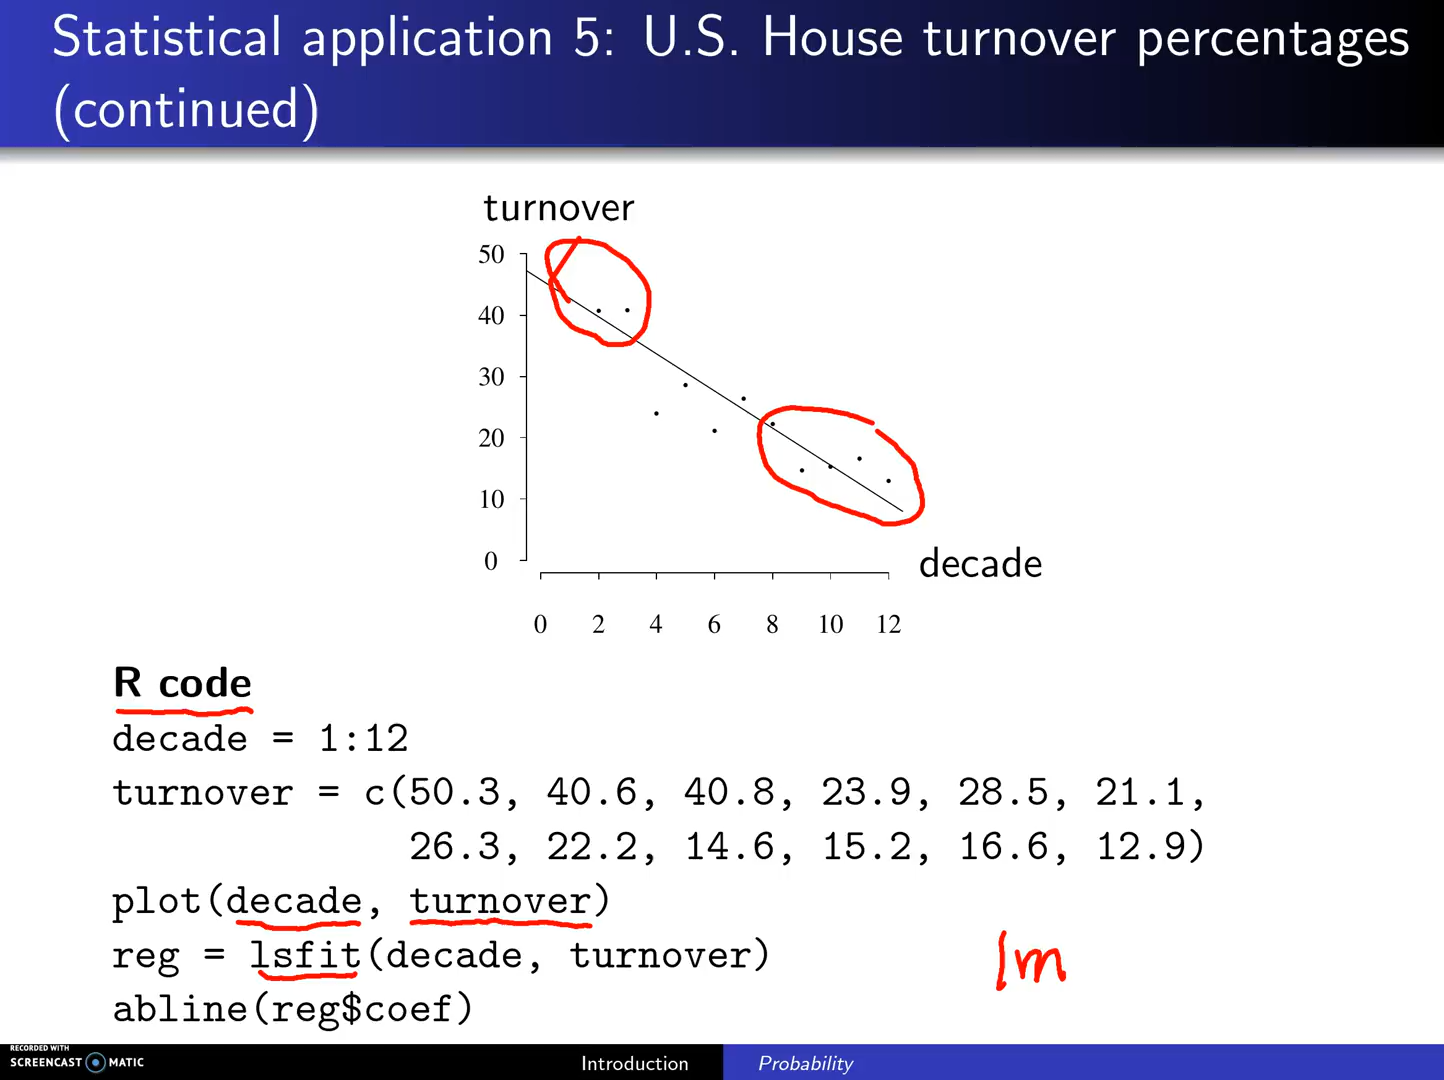 Statistical application 5: U.S. House turnover percentages
(continued)
turnover
50
40
30
20
10
0
decade
0 2 4 6 8 10 12
R code
decade = 1:12
turnover = c(50.3, 40.6, 40.8, 23.9, 28.5, 21.1,
26.3, 22.2, 14.6, 15.2, 16.6, 12.9)
plot(decade, turnover)
reg = lsfit(decade, turnover)
lm
abline(reg$coef)
RECORDED WITH
SCREENCAST MATIC
Introduction Probability